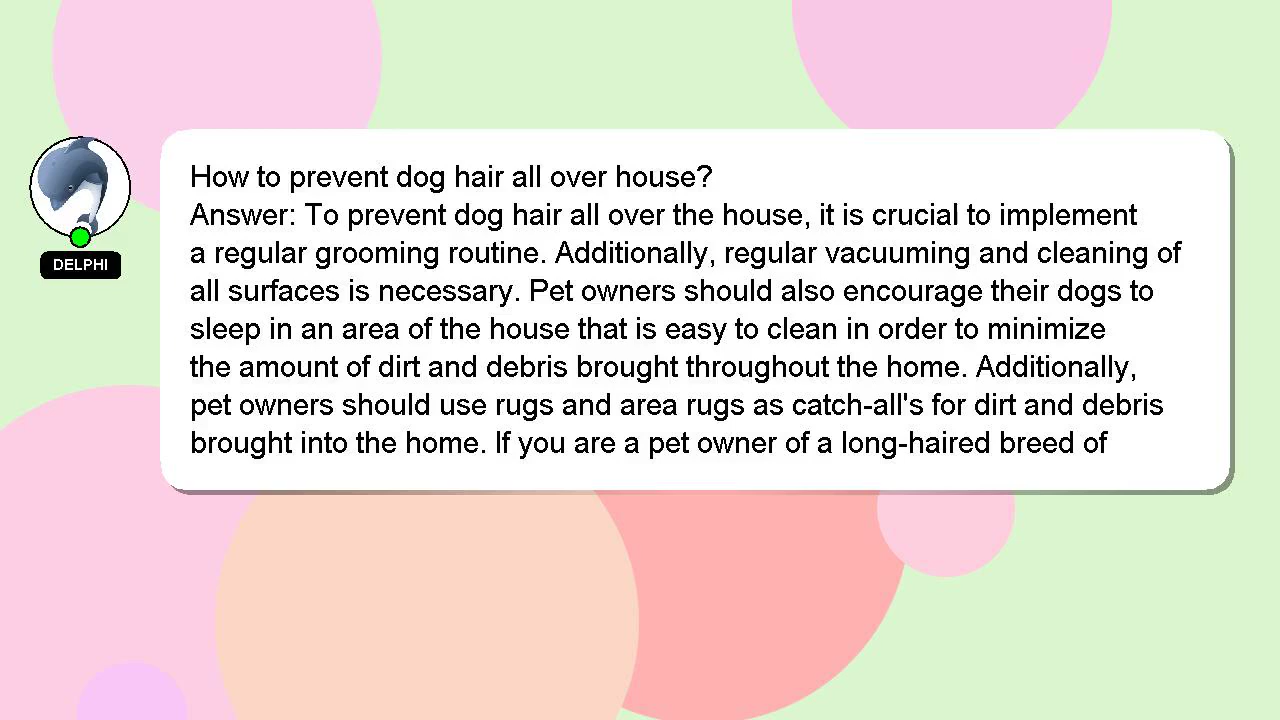 How to prevent dog hair all over house?
Answer: To prevent dog hair all over the house, it is crucial to implement
a regular grooming routine. Additionally, regular vacuuming and cleaning of
all surfaces is necessary. Pet owners should also encourage their dogs to
sleep in an area of the house that is easy to clean in order to minimize
the amount of dirt and debris brought throughout the home. Additionally,
pet owners should use rugs and area rugs as catch-all's for dirt and debris
brought into the home. If you are a pet owner of a long-haired breed of
DELPHI